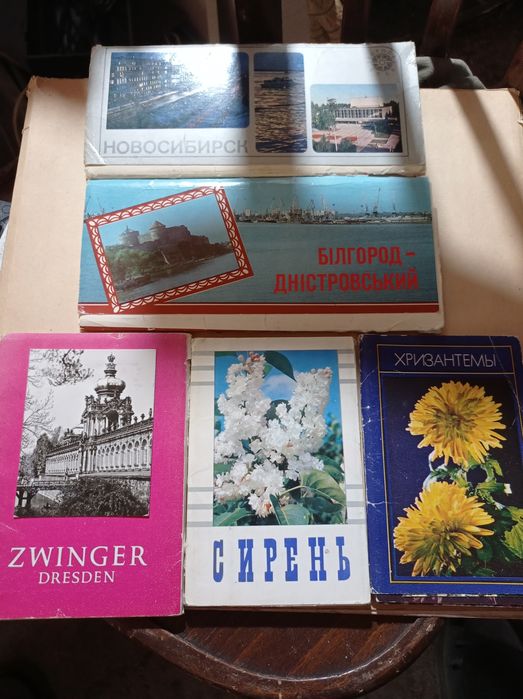 НОВОСИБИРСК
БІЛГОРОД-
ДНІСТРОВСЬКИЙ
ZWINGER
DRESDEN
СИРЕНЬ
ХРИЗАНТЕМЫ